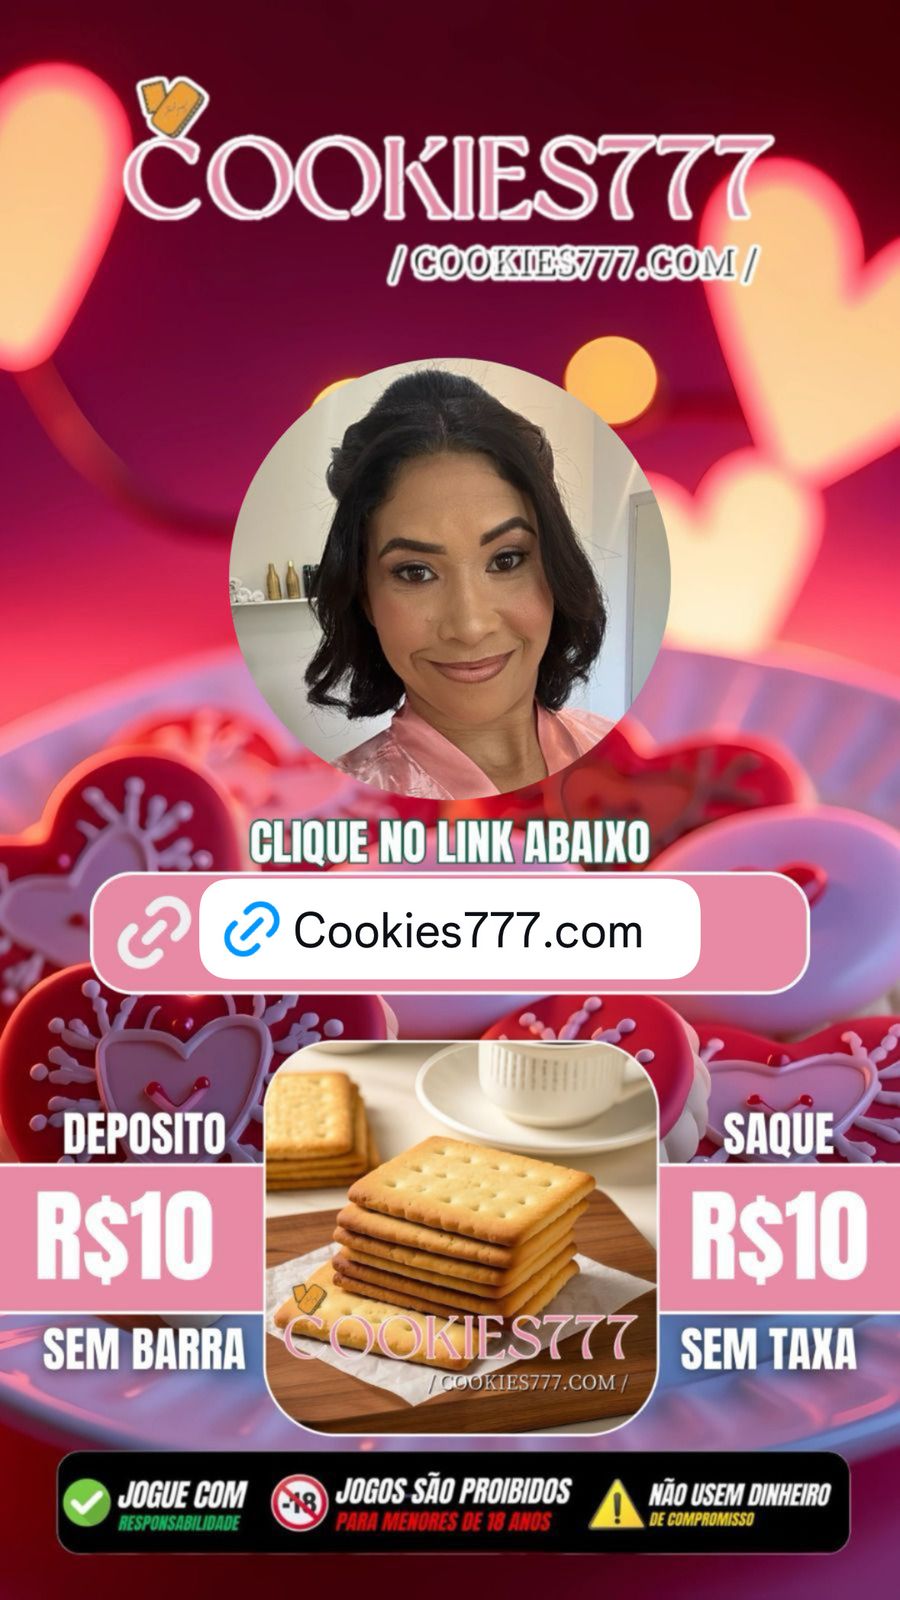 COOKIES777
/ COOKIES777.COM /
CLIQUE NO LINK ABAIXO
Cookies777.com
DEPOSITO
R$10
SEM BARRA
SAQUE
R$10
SEM TAXA
COOKIES777
/ COOKIES777.COM /
JOGUE COM
RESPONSABILIDADE
-18
JOGOS SÃO PROIBIDOS
PARA MENORES DE 18 ANOS
NÃO USEM DINHEIRO
DE COMPROMISSO